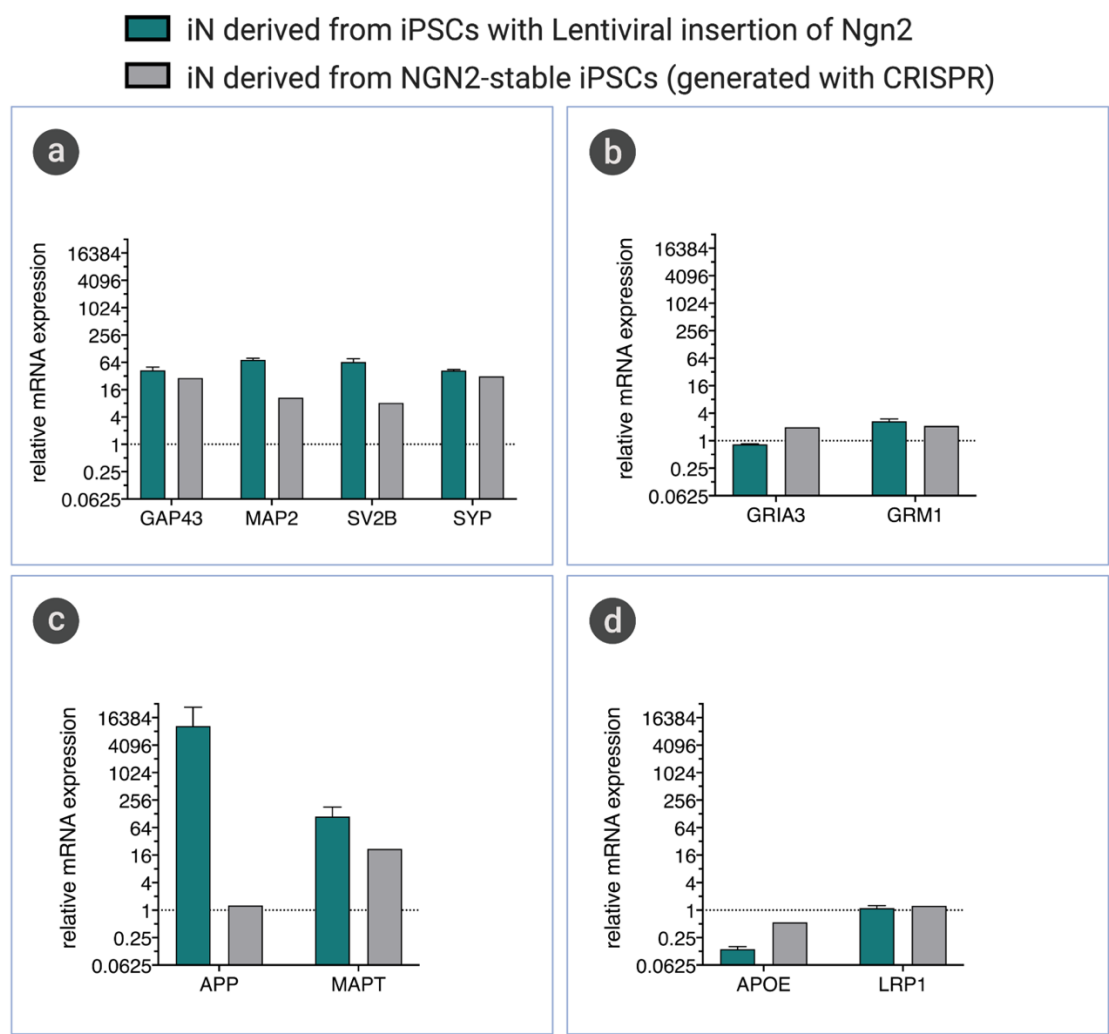 iN derived from iPSCs with Lentiviral insertion of Ngn2
iN derived from NGN2-stable iPSCs (generated with CRISPR)
a
relative mRNA expression
16384
4096
1024
256
64
16
4
1
0.25
0.0625
GAP43 MAP2 SV2B SYP
b
relative mRNA expression
16384
4096
1024
256
64
16
4
1
0.25
0.0625
GRIA3 GRM1
c
relative mRNA expression
16384
4096
1024
256
64
16
4
1
0.25
0.0625
APP MAPT
d
relative mRNA expression
16384
4096
1024
256
64
16
4
1
0.25
0.0625
APOE LRP1